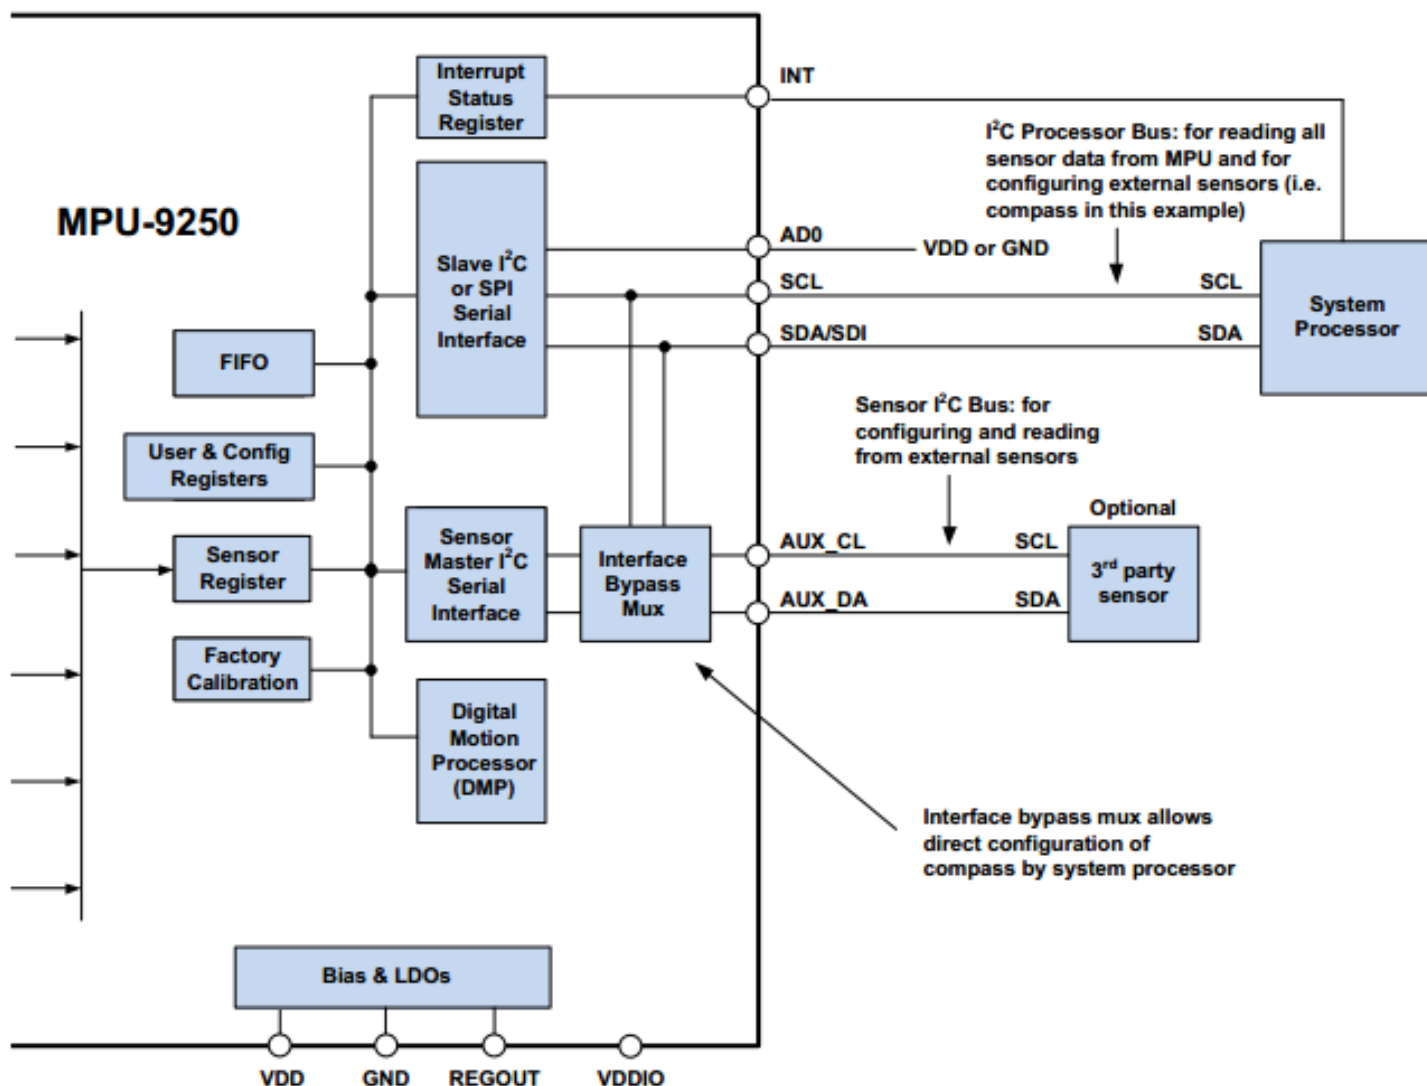 MPU-9250
Interrupt
Status
Register
INT
I²C Processor Bus: for reading all
sensor data from MPU and for
configuring external sensors (i.e.
compass in this example)
Slave I²C
or SPI
Serial
Interface
AD0
VDD or GND
SCL
SCL
SDA/SDI
SDA
System
Processor
FIFO
User & Config
Registers
Sensor
Register
Factory
Calibration
Sensor
Master I²C
Serial
Interface
Interface
Bypass
Mux
Digital
Motion
Processor
(DMP)
Sensor I²C Bus: for
configuring and reading
from external sensors
AUX_CL
SCL
AUX_DA
SDA
Optional
3rd party
sensor
Interface bypass mux allows
direct configuration of
compass by system processor
Bias & LDOs
VDD
GND
REGOUT
VDDIO